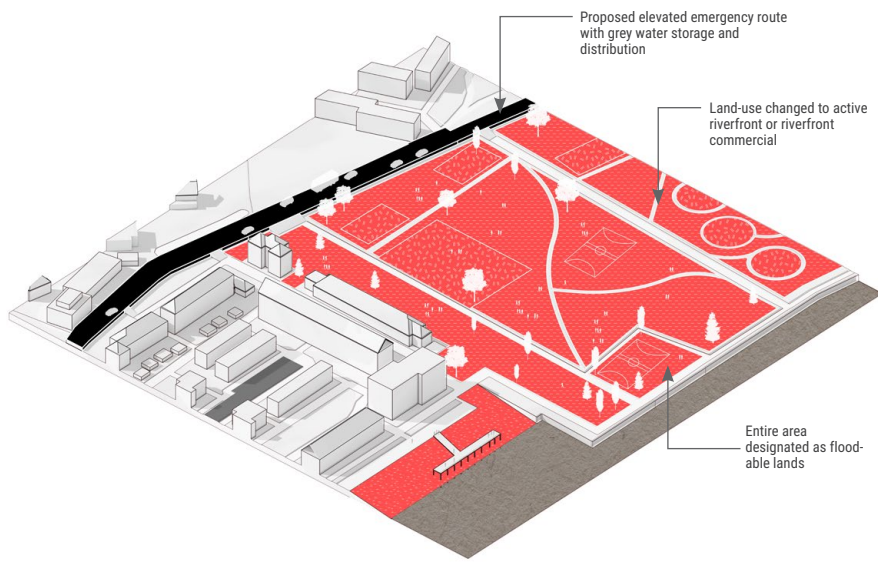 Proposed elevated emergency route
with grey water storage and
distribution
Land-use changed to active
riverfront or riverfront
commercial
Entire area
designated as flood-
able lands